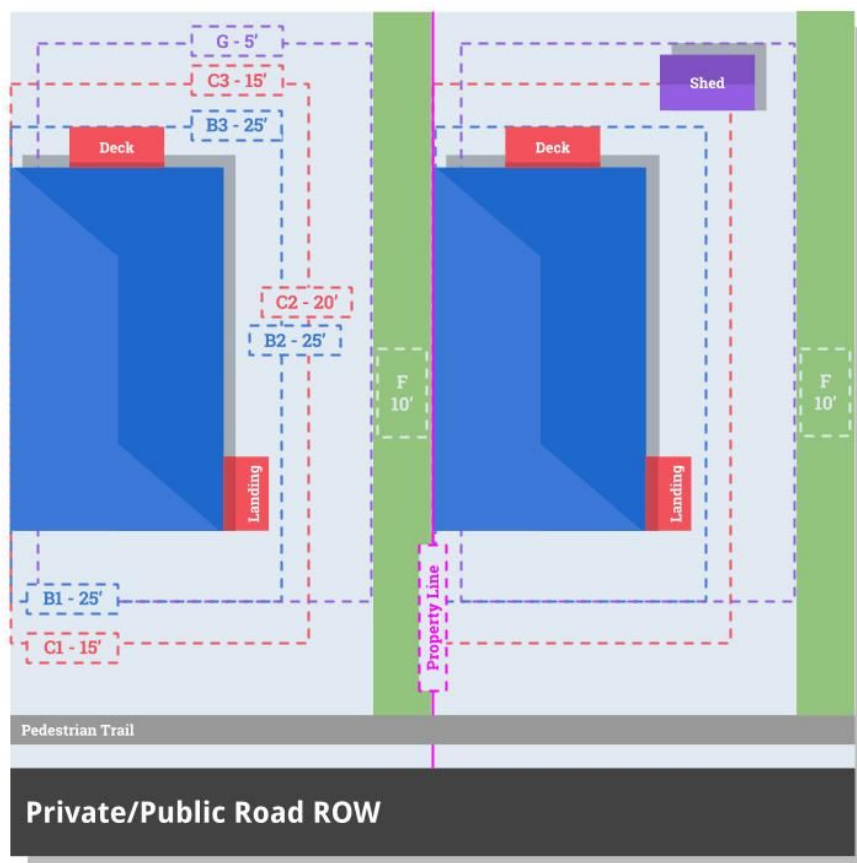 G - 5’
C3 - 15’
Shed
B3 - 25’
Deck
Deck
C2 - 20’
B2 - 25’
F
10’
F
10’
Landing
Landing
Property Line
B1 - 25’
C1 - 15’
Pedestrian Trail
Private/Public Road ROW